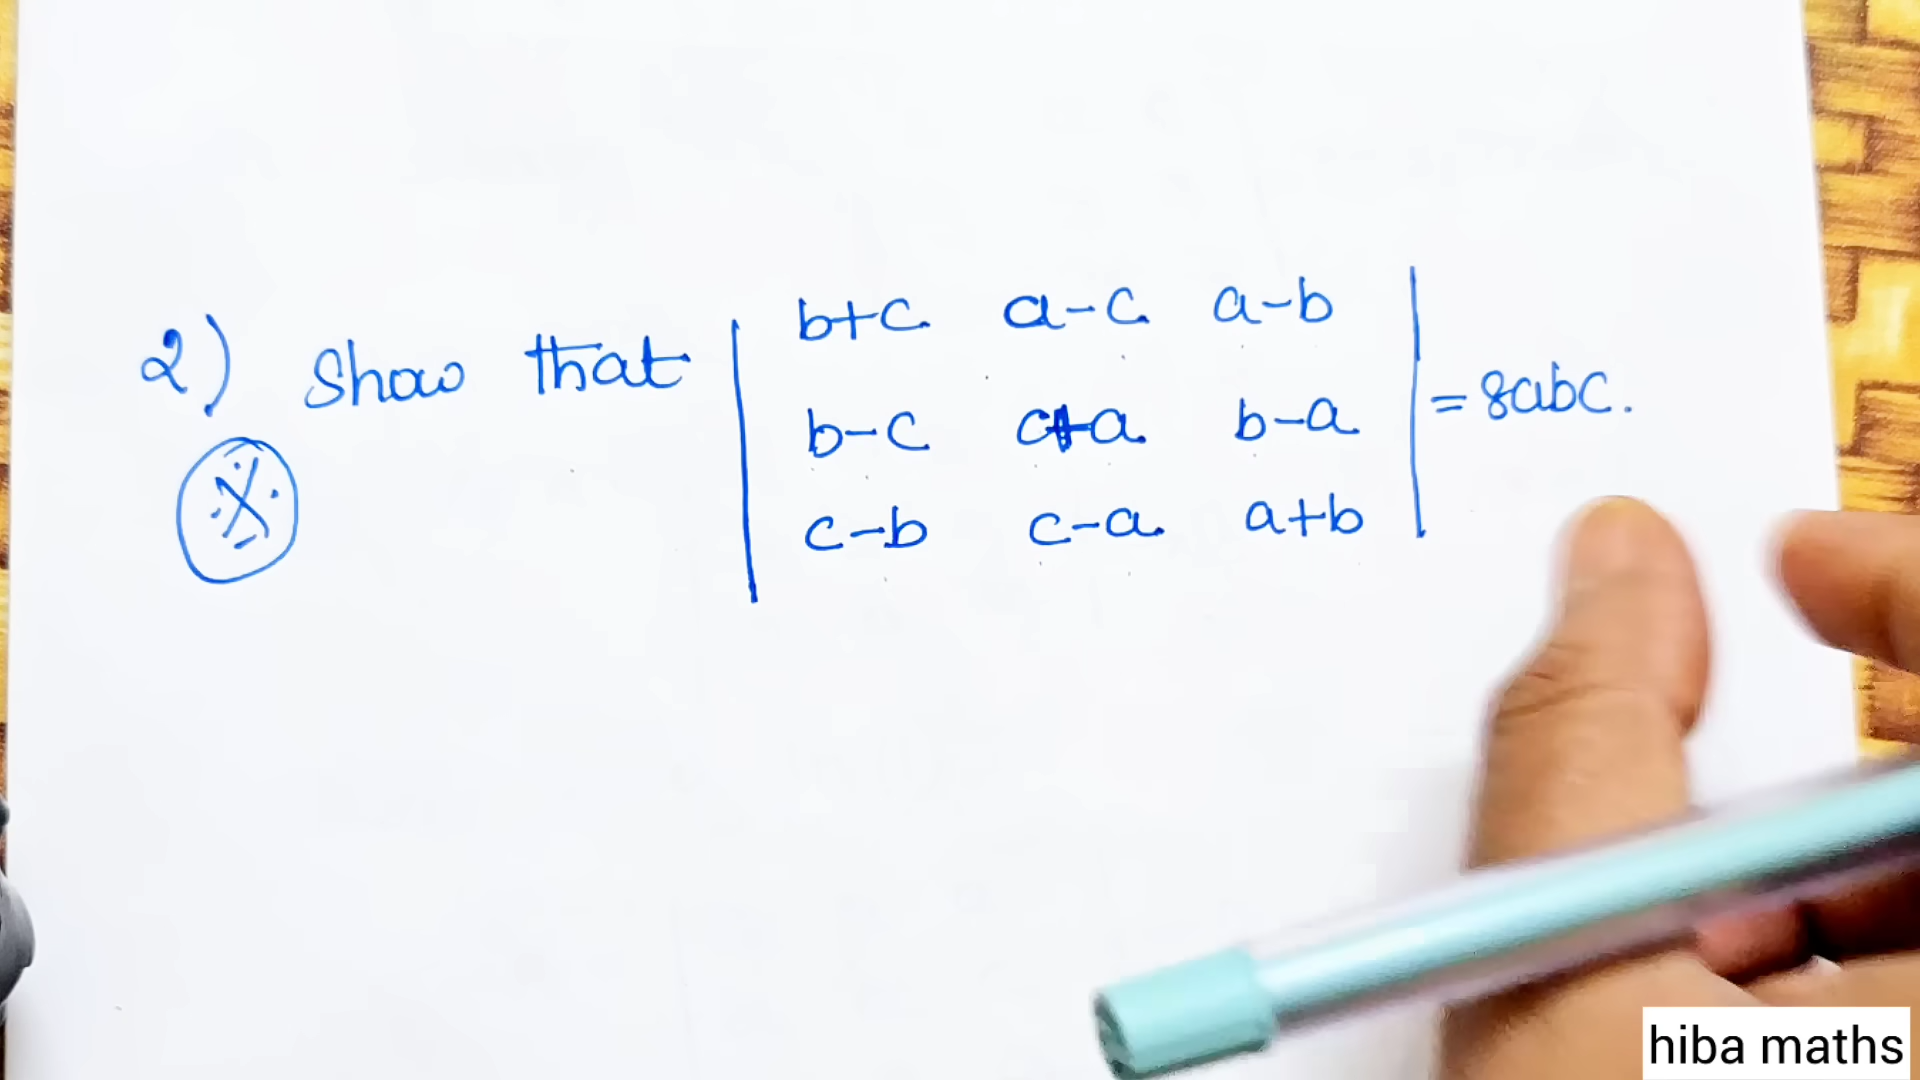 b+c a-c a-b
2) Show that b-c c+a b-a = 8abc.
c-b c-a a+b
hiba maths